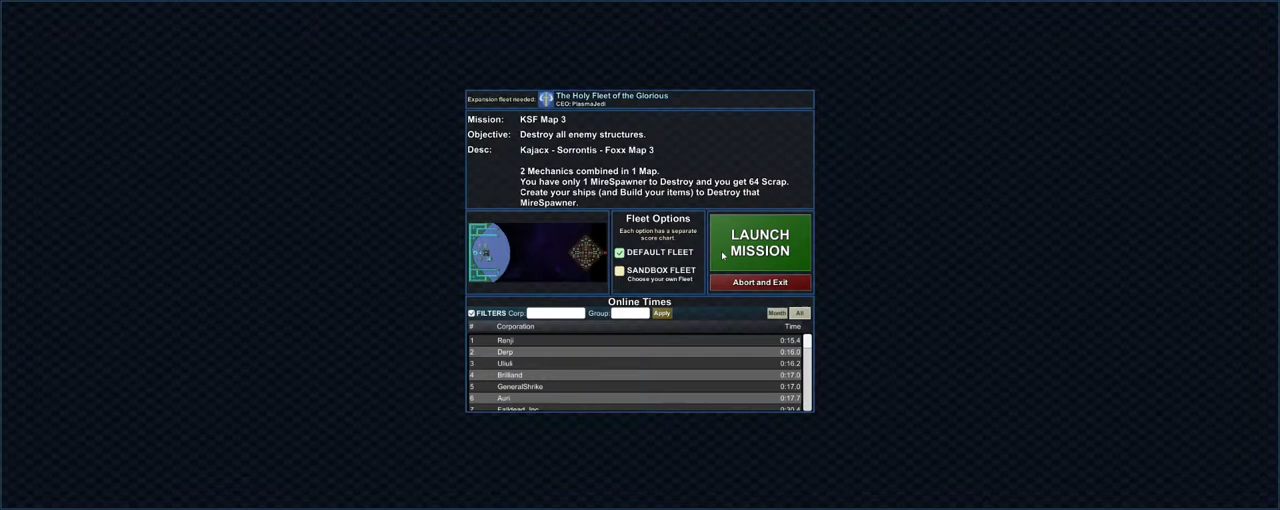 Expansion fleet needed: The Holy Fleet of the Glorious
CEO: PlasmaJedi
Mission: KSF Map 3
Objective: Destroy all enemy structures.
Desc: Kajacx - Sorrontis - Foxx Map 3
2 Mechanics combined in 1 Map.
You have only 1 MireSpawner to Destroy and you get 64 Scrap.
Create your ships (and Build your items) to Destroy that
MireSpawner.
Fleet Options
Each option has a separate
score chart.
DEFAULT FLEET
SANDBOX FLEET
Choose your own Fleet
LAUNCH
MISSION
Abort and Exit
Online Times
FILTERS Corp: Group: Apply Month All
# Corporation Time
1 Renji 0:15.4
2 Derp 0:16.0
3 Uliuli 0:16.2
4 Brilliand 0:17.0
5 GeneralShrike 0:17.0
6 Auri 0:17.7
7 0:30.4